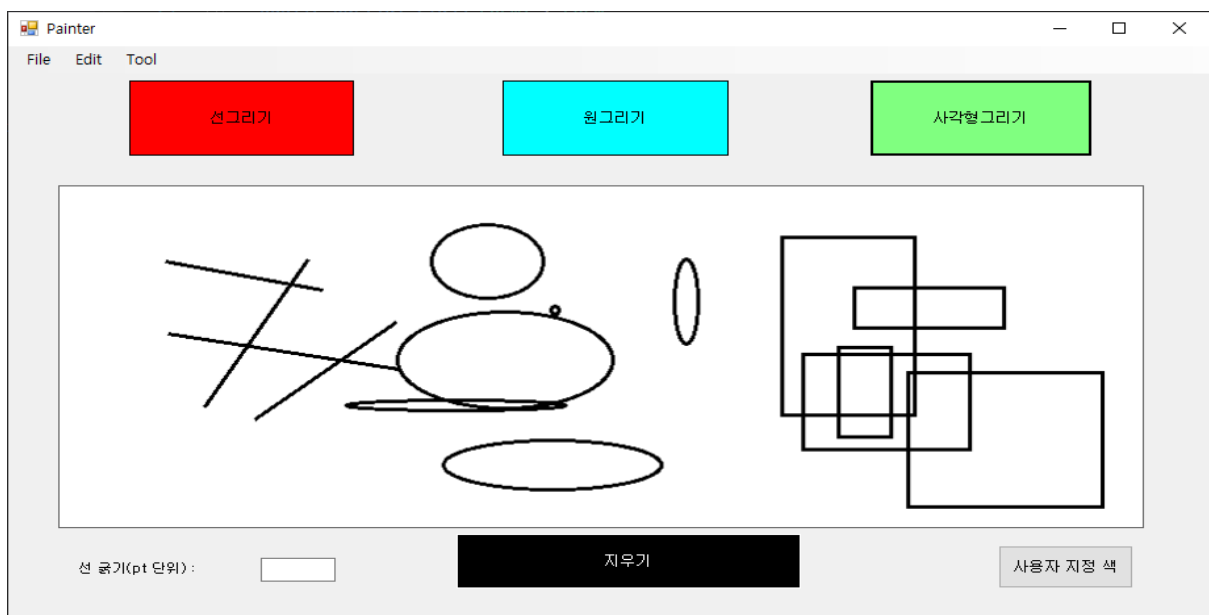 Painter
File Edit Tool
선그리기 원그리기 사각형그리기
선 굵기(pt 단위) : 지우기 사용자 지정 색